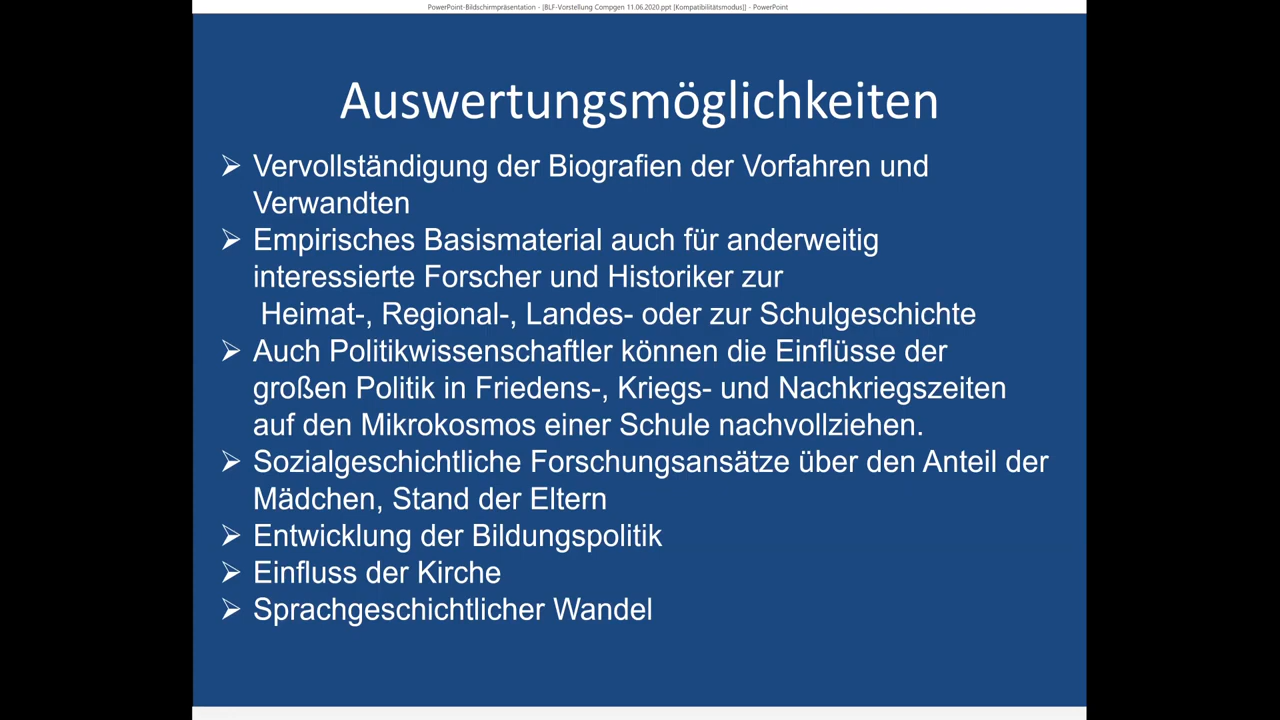 PowerPoint-Bildschirmpräsentation - [BLF-Vorstellung Compgen 11.06.2020.ppt [Kompatibilitätsmodus]] - PowerPoint
Auswertungsmöglichkeiten
Vervollständigung der Biografien der Vorfahren und
Verwandten
Empirisches Basismaterial auch für anderweitig
interessierte Forscher und Historiker zur
Heimat-, Regional-, Landes- oder zur Schulgeschichte
Auch Politikwissenschaftler können die Einflüsse der
großen Politik in Friedens-, Kriegs- und Nachkriegszeiten
auf den Mikrokosmos einer Schule nachvollziehen.
Sozialgeschichtliche Forschungsansätze über den Anteil der
Mädchen, Stand der Eltern
Entwicklung der Bildungspolitik
Einfluss der Kirche
Sprachgeschichtlicher Wandel